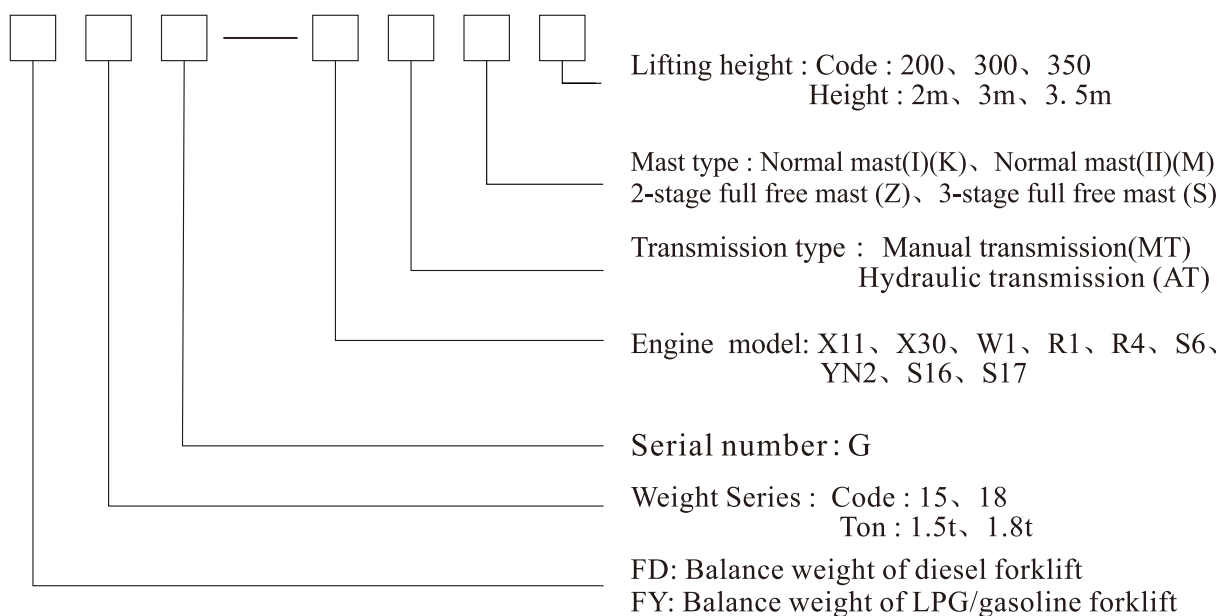 Lifting height : Code : 200、300、350
Height : 2m、3m、3. 5m
Mast type : Normal mast(I)(K)、Normal mast(II)(M)
2-stage full free mast (Z)、3-stage full free mast (S)
Transmission type : Manual transmission(MT)
Hydraulic transmission (AT)
Engine model: X11、X30、W1、R1、R4、S6、
YN2、S16、S17
Serial number : G
Weight Series : Code : 15、18
Ton : 1.5t、1.8t
FD: Balance weight of diesel forklift
FY: Balance weight of LPG/gasoline forklift